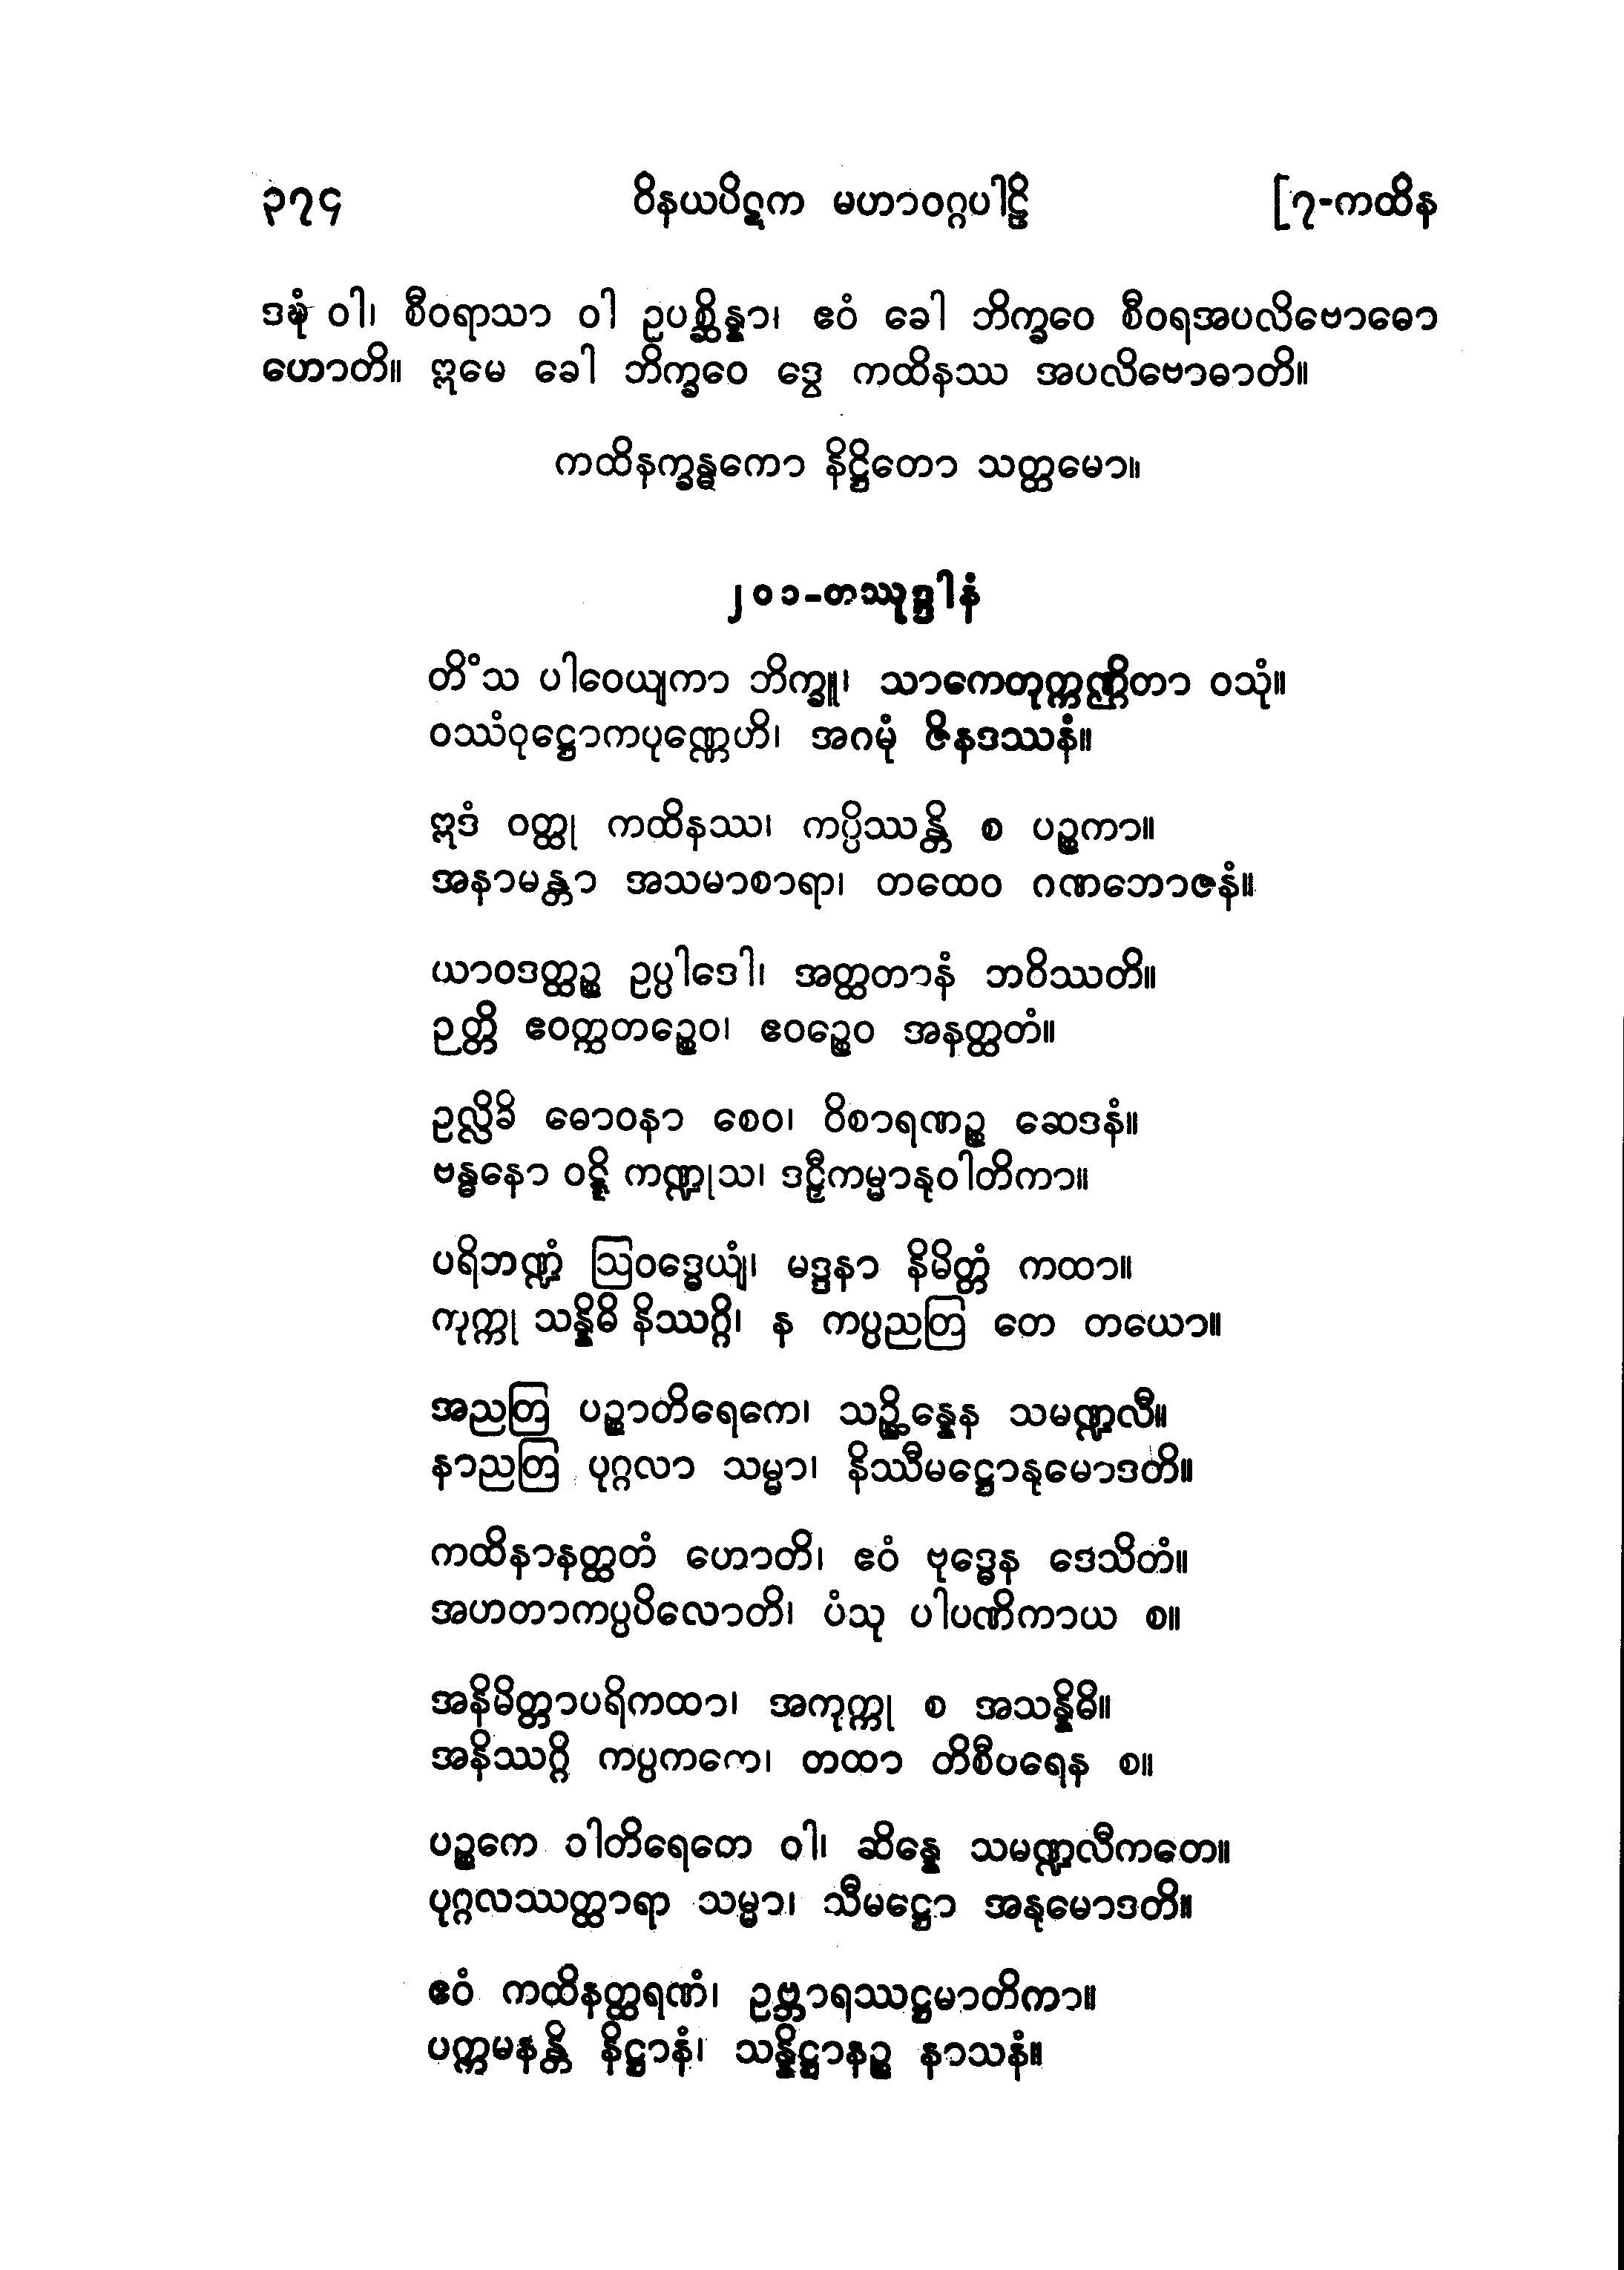 ၃၇၄ ဝိနယပိဋက မဟာဝဂ္ဂပါဠိ [၇-ကထိန
ဒဍ္ဎံ ဝါ၊ စီဝရာသာ ဝါ ဥပစ္ဆိန္နာ၊ ဧဝံ ခေါ ဘိက္ခဝေ စီဝရအပလိဗောဓော
ဟောတိ။ ဣမေ ခေါ ဘိက္ခဝေ ဒွေ ကထိနဿ အပလိဗောဓာတိ။
ကထိနက္ခန္ဓကော နိဋ္ဌိတော သတ္တမော။
၂၀၁-တဿုဒ္ဒါနံ
တိံသ ပါဝေယျကာ ဘိက္ခူ၊ သာကေတုက္ကဏ္ဌိတာ ဝသုံ။
ဝဿံဝုဋ္ဌောကပုဏ္ဏေဟိ၊ အဂမုံ ဇိနဒဿနံ။
ဣဒံ ဝတ္ထု ကထိနဿ၊ ကပ္ပိဿန္တိ စ ပဉ္စကာ။
အနာမန္တာ အသမာစာရာ၊ တထေဝ ဂဏဘောဇနံ။
ယာဝဒတ္ထဉ္စ ဥပ္ပါဒေါ၊ အတ္ထတာနံ ဘဝိဿတိ။
ဉတ္တိ ဧဝတ္ထတဉ္စေဝ၊ ဧဝဉ္စေဝ အနတ္ထတံ။
ဥလ္လိခိ ဓောဝနာ စေဝ၊ ဝိစာရဏဉ္စ ဆေဒနံ။
ဗန္ဓနော ဝဋ္ဋိ ကဏ္ဍုသ၊ ဒဠှီကမ္မာနုဝါတိကာ။
ပရိဘဏ္ဍံ ဩဝဒ္ဓေယျံ၊ မဒ္ဒနာ နိမိတ္တံ ကထာ။
ကုက္ကု သန္နိဓိ နိဿဂ္ဂိ၊ န ကပ္ပညတြ တေ တယော။
အညတြ ပဉ္စာတိရေကေ၊ သဉ္ဆိန္နေန သမဏ္ဍလီ။
နာညတြ ပုဂ္ဂလာ သမ္မာ၊ နိဿီမဋ္ဌောနုမောဒတိ။
ကထိနာနတ္ထတံ ဟောတိ၊ ဧဝံ ဗုဒ္ဓေန ဒေသိတံ။
အဟတာကပ္ပပိလောတိ၊ ပံသု ပါပဏိကာယ စ။
အနိမိတ္တာပရိကထာ၊ အကုက္ကု စ အသန္နိဓိ။
အနိဿဂ္ဂိ ကပ္ပကကေ၊ တထာ တိစီဝရေန စ။
ပဉ္စကေ ဝါတိရေတေ ဝါ၊ ဆိန္နေ သမဏ္ဍလီကတေ။
ပုဂ္ဂလဿတ္ထာရာ သမ္မာ၊ သီမဋ္ဌော အနုမောဒတိ။
ဧဝံ ကထိနတ္ထရဏံ၊ ဥဗ္ဘာရဿဋ္ဌမာတိကာ။
ပက္ကမနန္တိ နိဋ္ဌာနံ၊ သန္နိဋ္ဌာနဉ္စ နာသနံ။